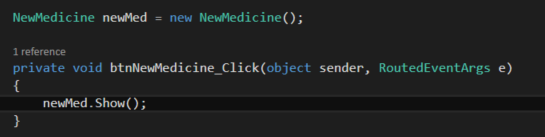 NewMedicine newMed = new NewMedicine();
1 reference
private void btnNewMedicine_Click(object sender, RoutedEventArgs e)
{
newMed.Show();
}